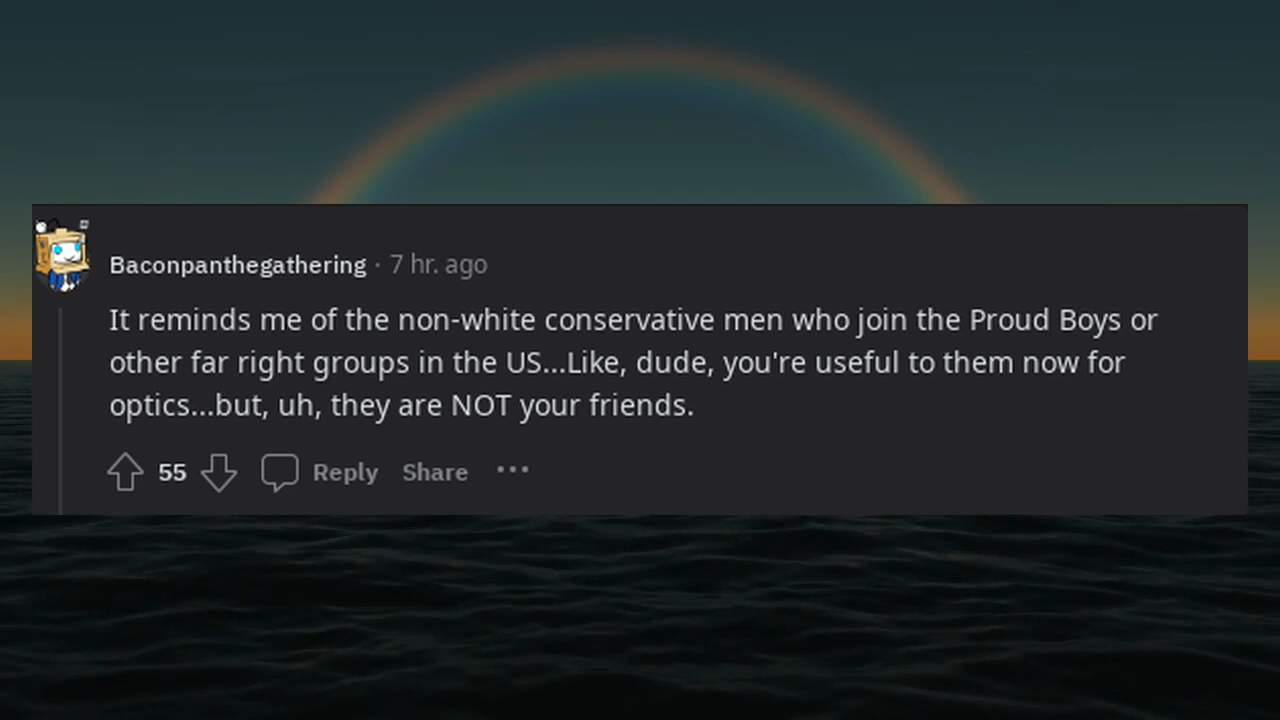 Baconpanthegathering · 7 hr. ago
It reminds me of the non-white conservative men who join the Proud Boys or
other far right groups in the US...Like, dude, you're useful to them now for
optics...but, uh, they are NOT your friends.
55 Reply Share •••